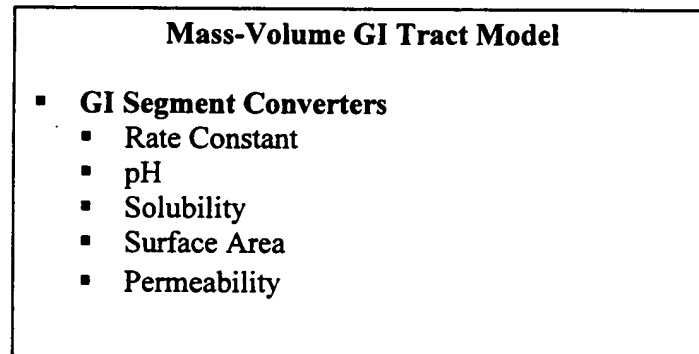 Mass-Volume GI Tract Model
▪ GI Segment Converters
▪ Rate Constant
▪ pH
▪ Solubility
▪ Surface Area
▪ Permeability